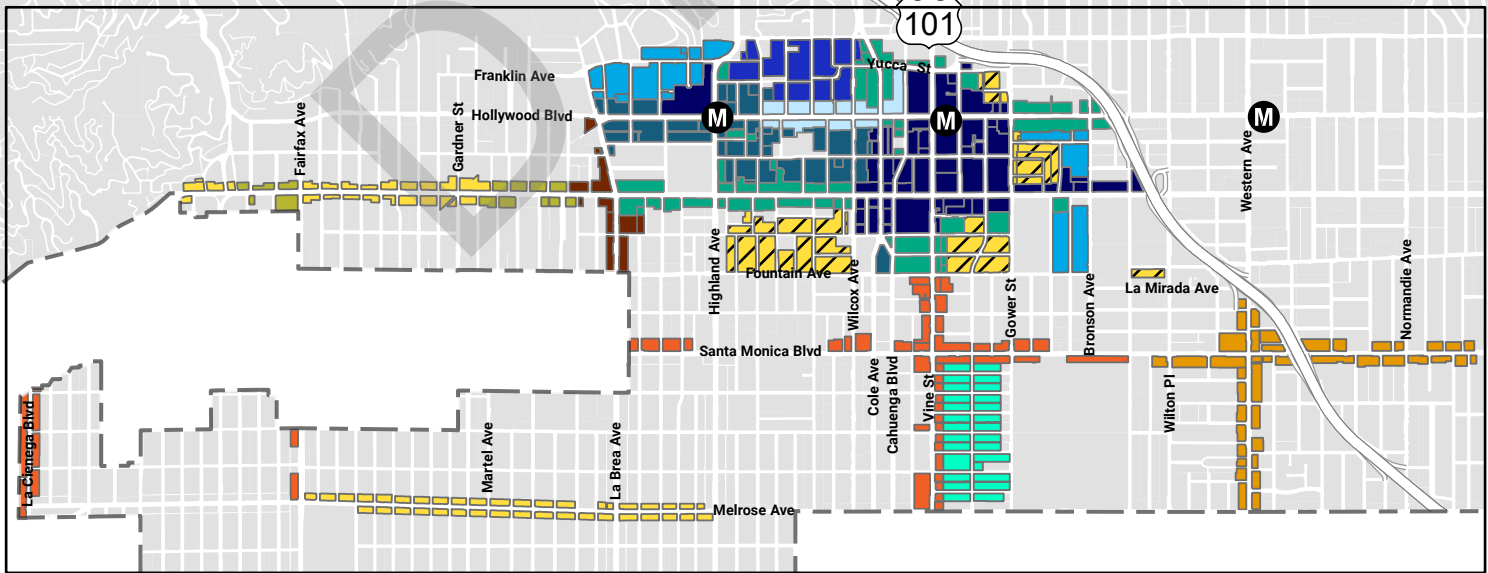 101
Yucca St
Franklin Ave
Hollywood Blvd
M
M
M
Fairfax Ave
Gardner St
Western Ave
Highland Ave
Fountain Ave
Wilcox Ave
La Mirada Ave
Gower St
Bronson Ave
Normandie Ave
Santa Monica Blvd
Cole Ave
Cahuenga Blvd
Vine St
Wilton Pl
La Cienega Blvd
Martel Ave
La Brea Ave
Melrose Ave
D